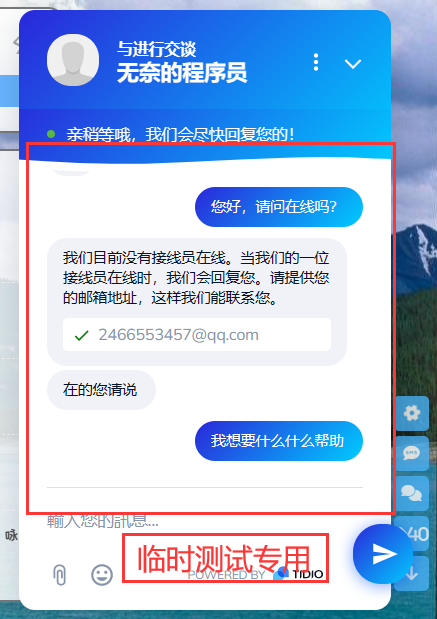 与进行交谈
无奈的程序员
亲稍等哦，我们会尽快回复您的！
您好，请问在线吗？
我们目前没有接线员在线。当我们的一位
接线员在线时，我们会回复您。请提供您
的邮箱地址，这样我们能联系您。
2466553457@qq.com
在的您请说
我想要什么什么帮助
輸入您的訊息...
临时测试专用
POWERED BY TIDIO
咏
40